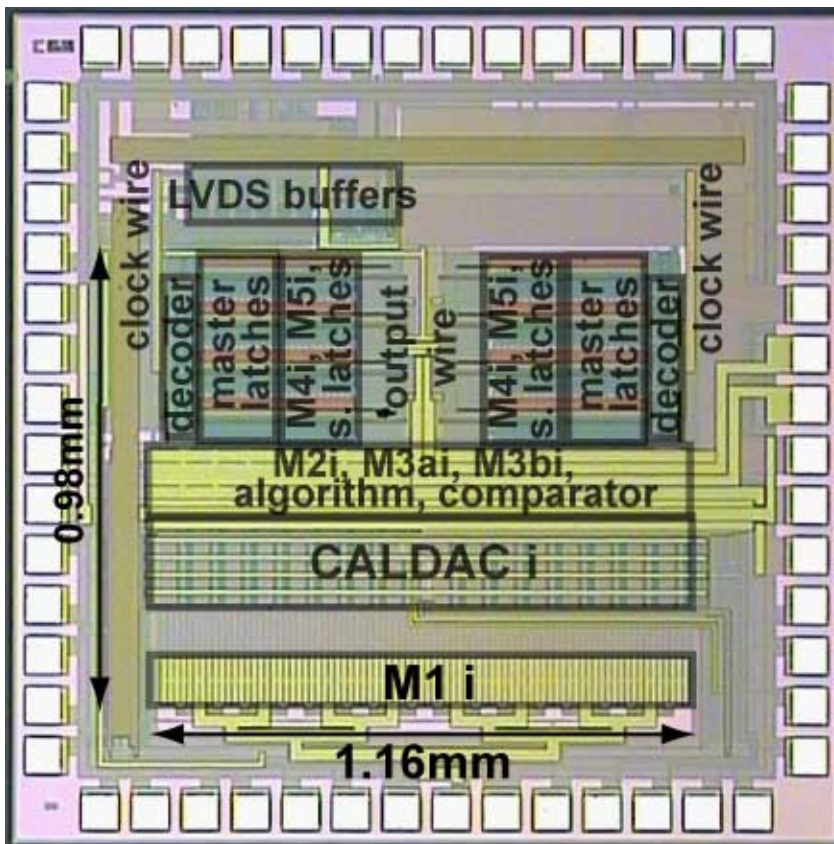 LVDS buffers
clock wire
clock wire
decoder
master
latches
M4i, M5i,
s. latches
output
wire
M4i, M5i,
s. latches
master
latches
decoder
0.98mm
M2i, M3ai, M3bi,
algorithm, comparator
CALDAC i
M1 i
1.16mm